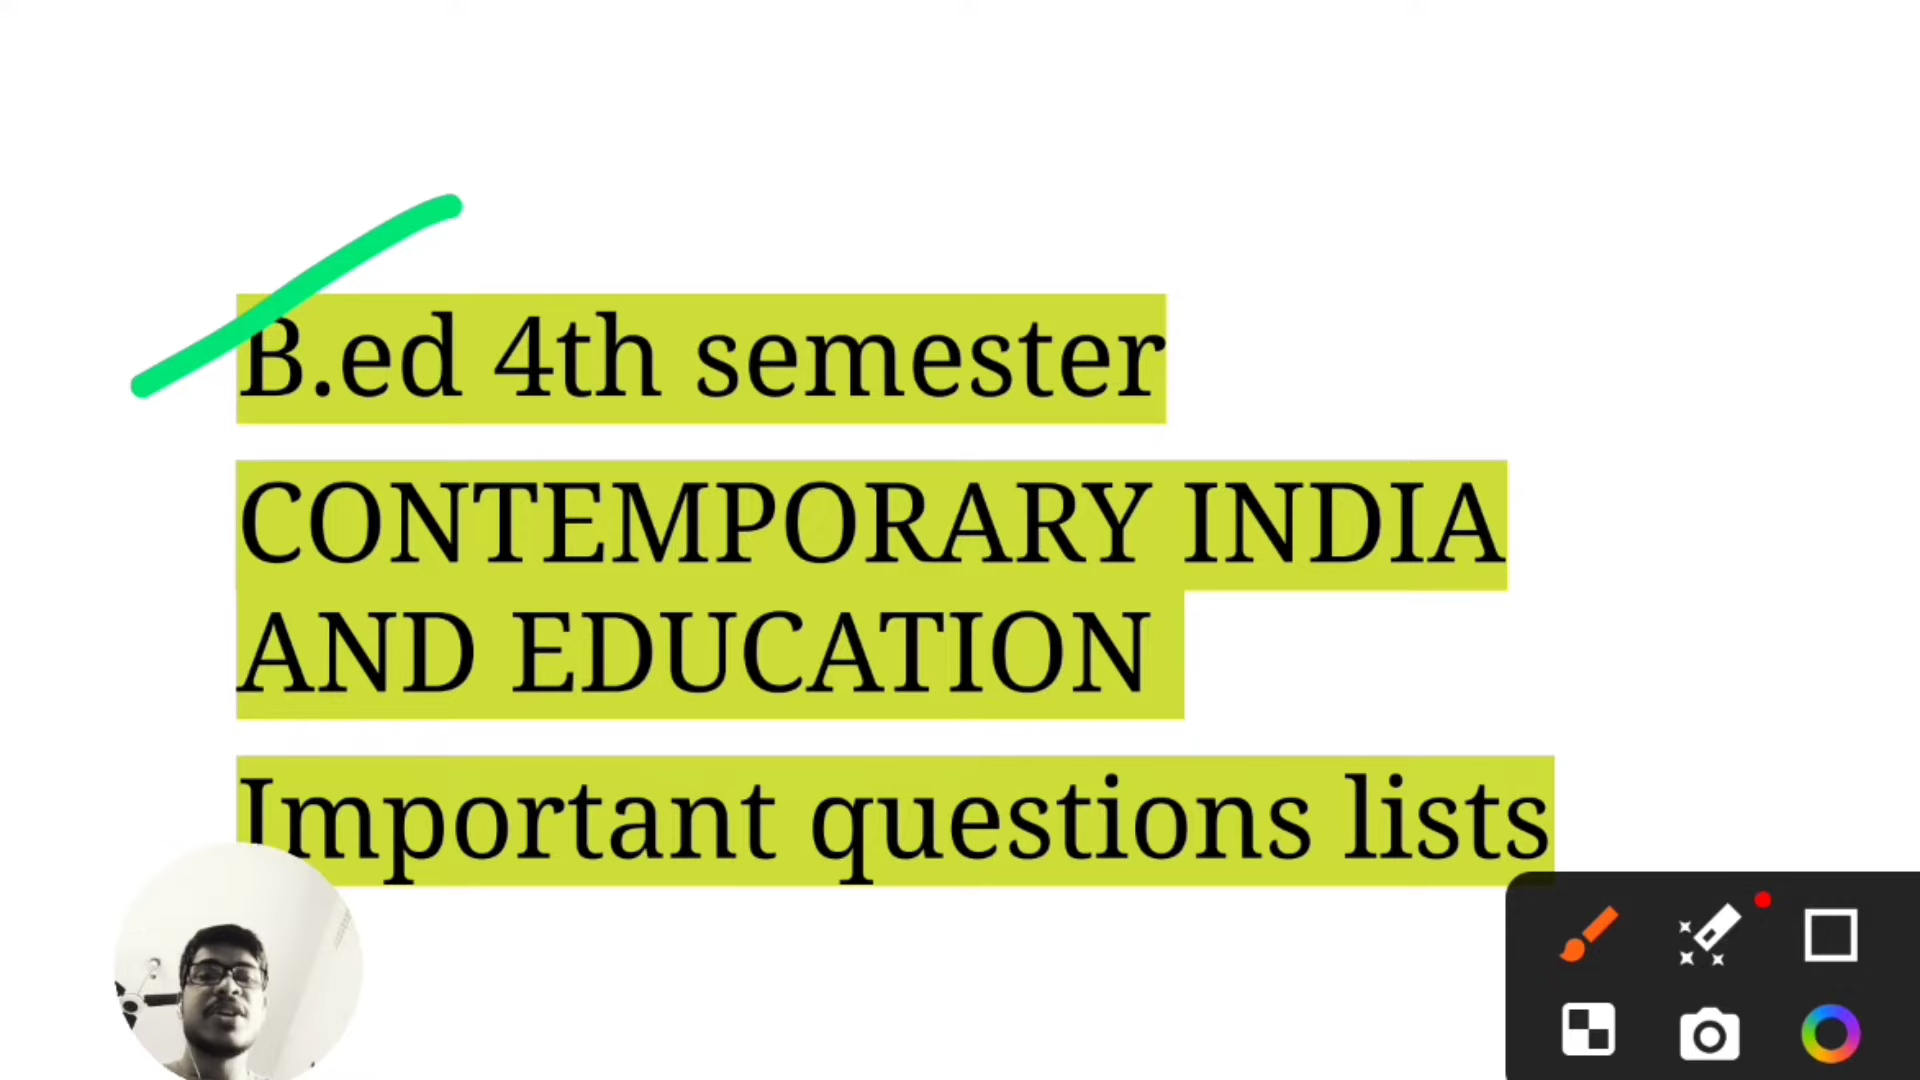 B.ed 4th semester
CONTEMPORARY INDIA
AND EDUCATION
Important questions lists